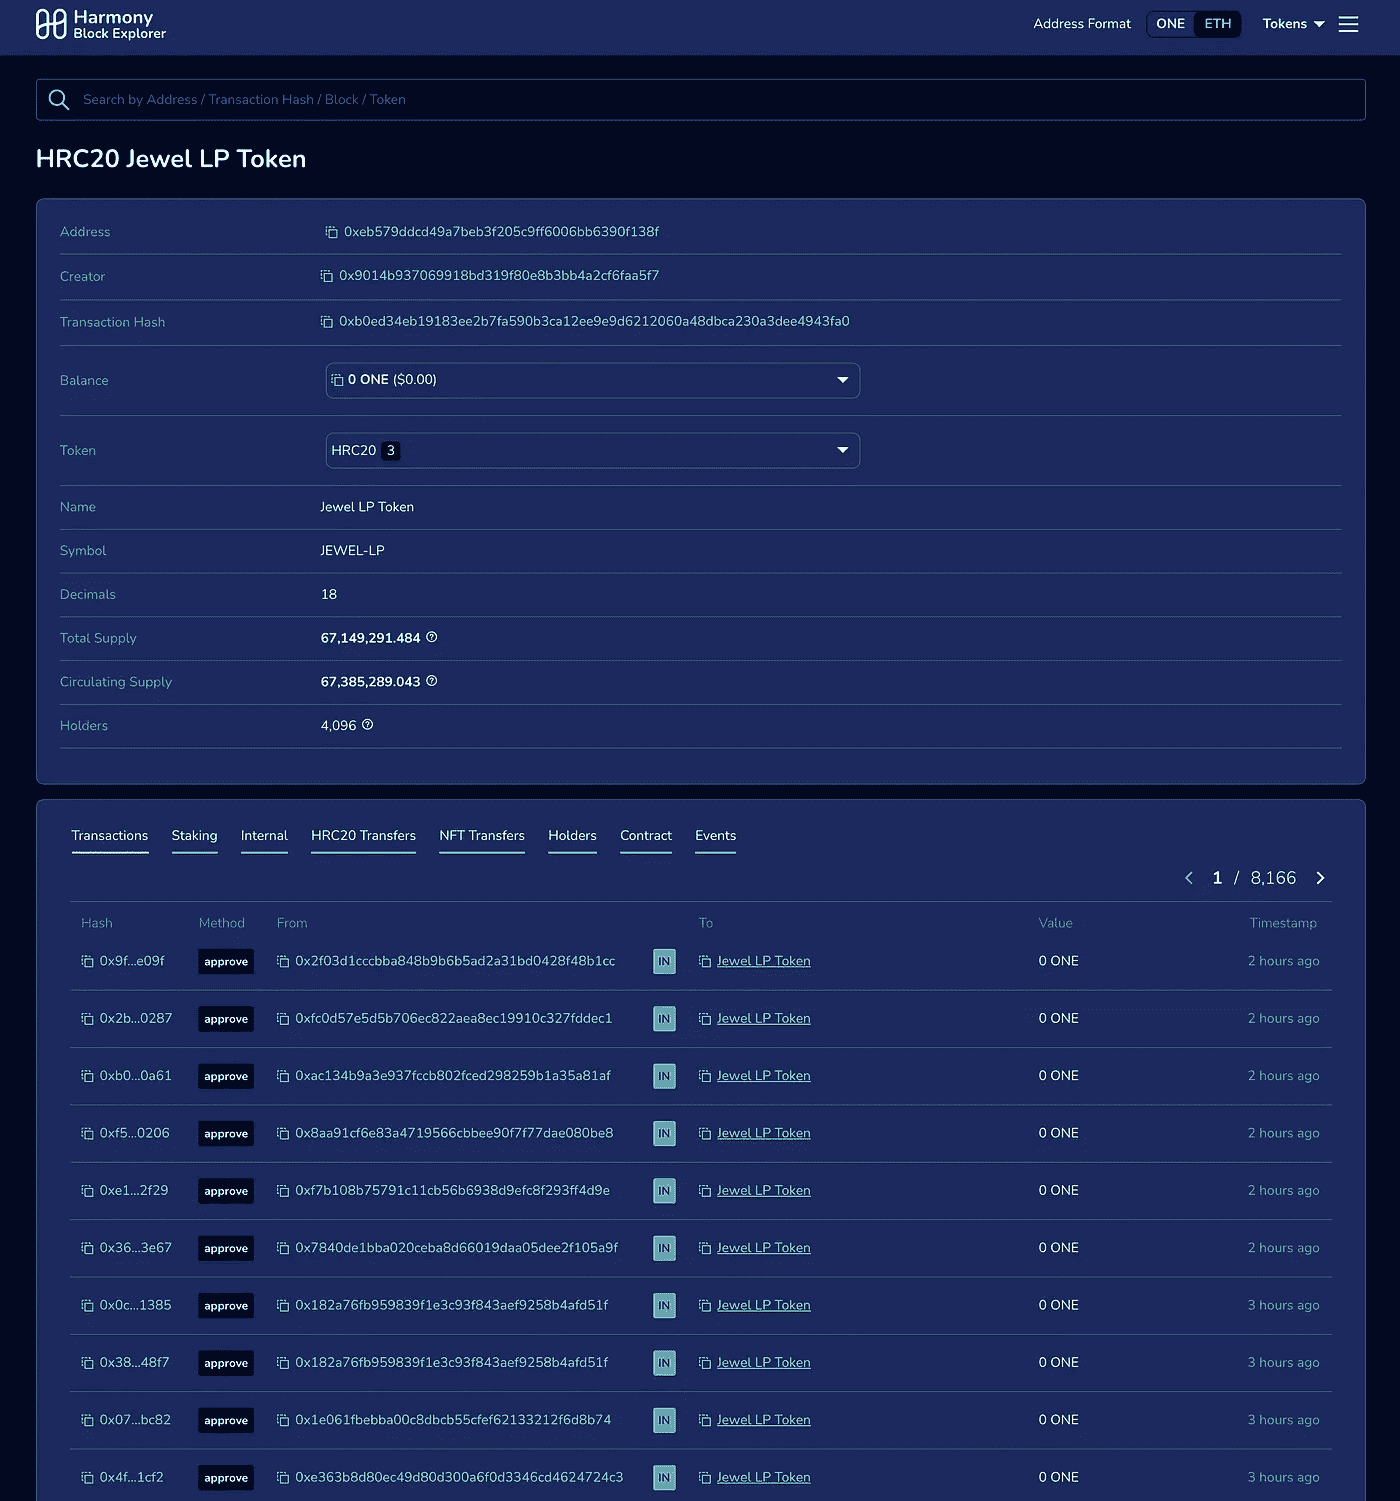 Harmony
Block Explorer
Address Format ONE ETH Tokens
Search by Address / Transaction Hash / Block / Token
HRC20 Jewel LP Token
Address 0xeb579ddcd49a7beb3f205c9ff6006bb6390f138f
Creator 0x9014b937069918bd319f80e8b3bb4a2cf6faa5f7
Transaction Hash 0xb0ed34eb19183ee2b7fa590b3ca12ee9e9d6212060a48dbca230a3dee4943fa0
Balance 0 ONE ($0.00)
Token HRC20 3
Name Jewel LP Token
Symbol JEWEL-LP
Decimals 18
Total Supply 67,149,291.484
Circulating Supply 67,385,289.043
Holders 4,096
Transactions Staking Internal HRC20 Transfers NFT Transfers Holders Contract Events
1 / 8,166
Hash Method From To Value Timestamp
0x9f...e09f approve 0x2f03d1cccbba848b9b6b5ad2a31bd0428f48b1cc IN Jewel LP Token 0 ONE 2 hours ago
0x2b...0287 approve 0xfc0d57e5d5b706ec822aea8ec19910c327fddec1 IN Jewel LP Token 0 ONE 2 hours ago
0xb0...0a61 approve 0xac134b9a3e937fccb802fced298259b1a35a81af IN Jewel LP Token 0 ONE 2 hours ago
0xf5...0206 approve 0x8aa91cf6e83a4719566cbbee90f7f77dae080be8 IN Jewel LP Token 0 ONE 2 hours ago
0xe1...2f29 approve 0xf7b108b75791c11cb56b6938d9efc8f293ff4d9e IN Jewel LP Token 0 ONE 2 hours ago
0x36...3e67 approve 0x7840de1bba020ceba8d66019daa05dee2f105a9f IN Jewel LP Token 0 ONE 2 hours ago
0x0c...1385 approve 0x182a76fb959839f1e3c93f843aef9258b4afd51f IN Jewel LP Token 0 ONE 3 hours ago
0x38...48f7 approve 0x182a76fb959839f1e3c93f843aef9258b4afd51f IN Jewel LP Token 0 ONE 3 hours ago
0x07...bc82 approve 0x1e061fbebba00c8dbcb55cfef62133212f6d8b74 IN Jewel LP Token 0 ONE 3 hours ago
0x4f...1cf2 approve 0xe363b8d80ec49d80d300a6f0d3346cd4624724c3 IN Jewel LP Token 0 ONE 3 hours ago